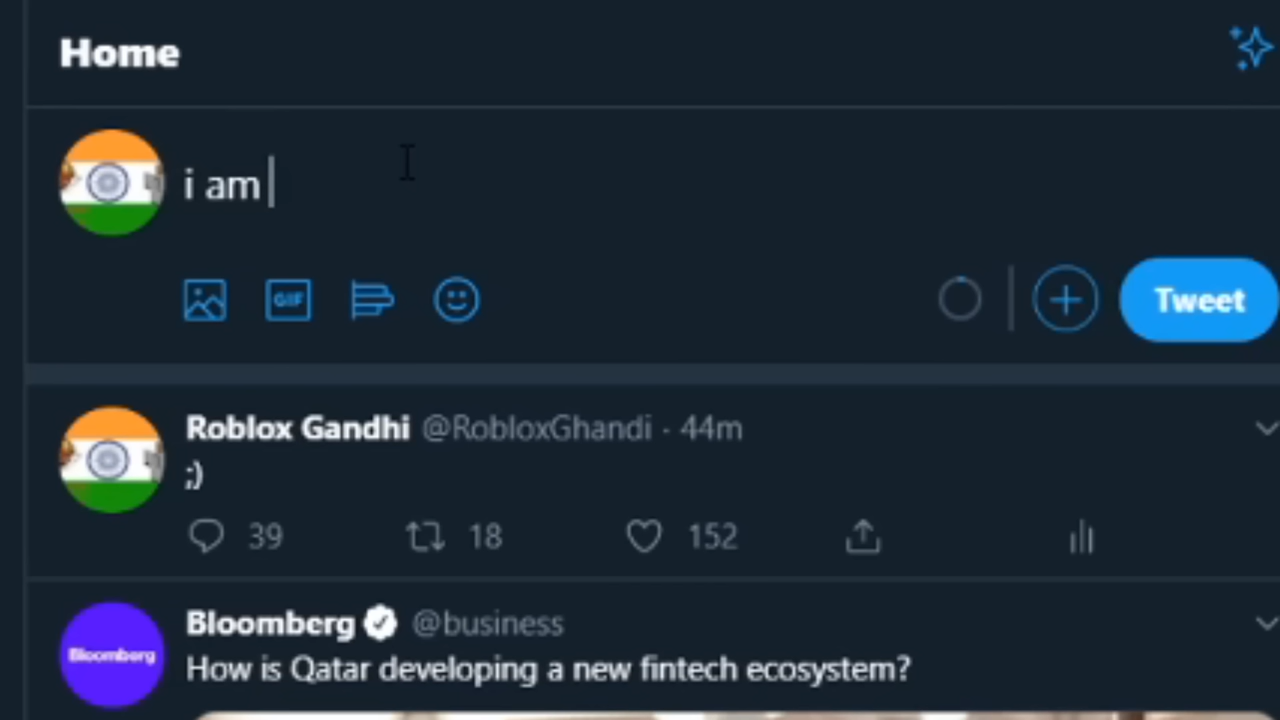 Home
i am
GIF
Tweet
Roblox Gandhi @RobloxGhandi · 44m
;)
39 18 152
Bloomberg @business
Bloomberg
How is Qatar developing a new fintech ecosystem?